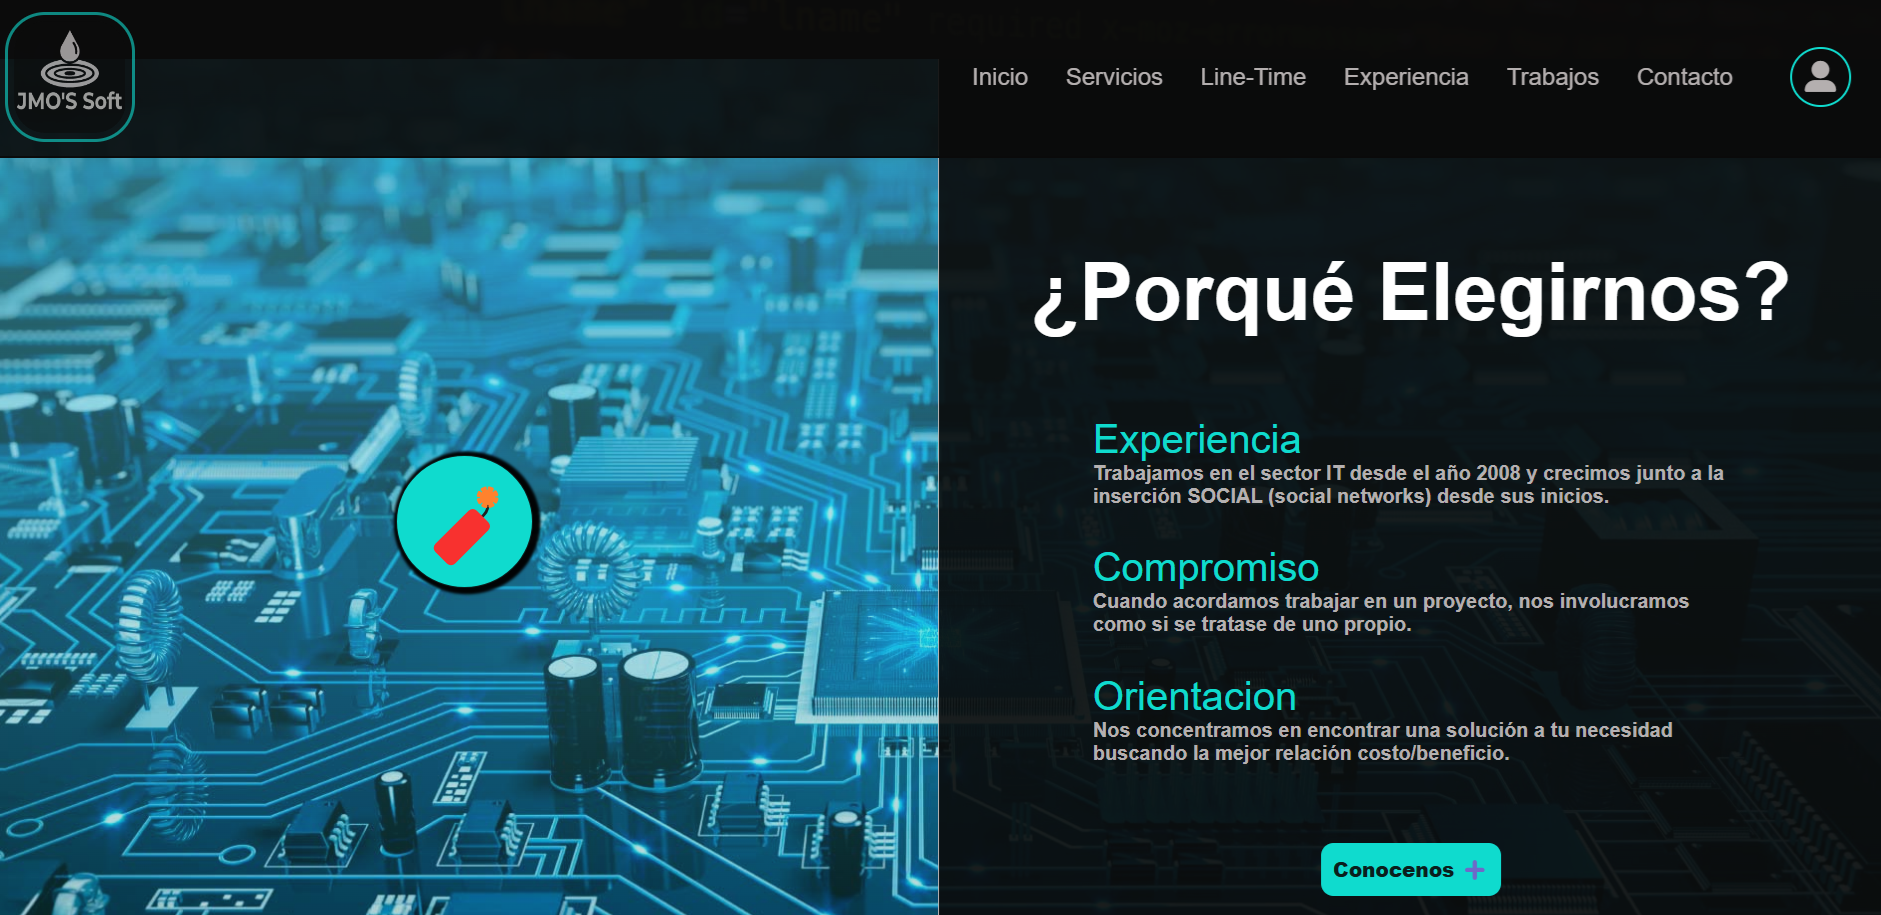 lname" required
JMO'S Soft
Inicio Servicios Line-Time Experiencia Trabajos Contacto
¿Porqué Elegirnos?
Experiencia
Trabajamos en el sector IT desde el año 2008 y crecimos junto a la
inserción SOCIAL (social networks) desde sus inicios.
Compromiso
Cuando acordamos trabajar en un proyecto, nos involucramos
como si se tratase de uno propio.
Orientacion
Nos concentramos en encontrar una solución a tu necesidad
buscando la mejor relación costo/beneficio.
Conocenos